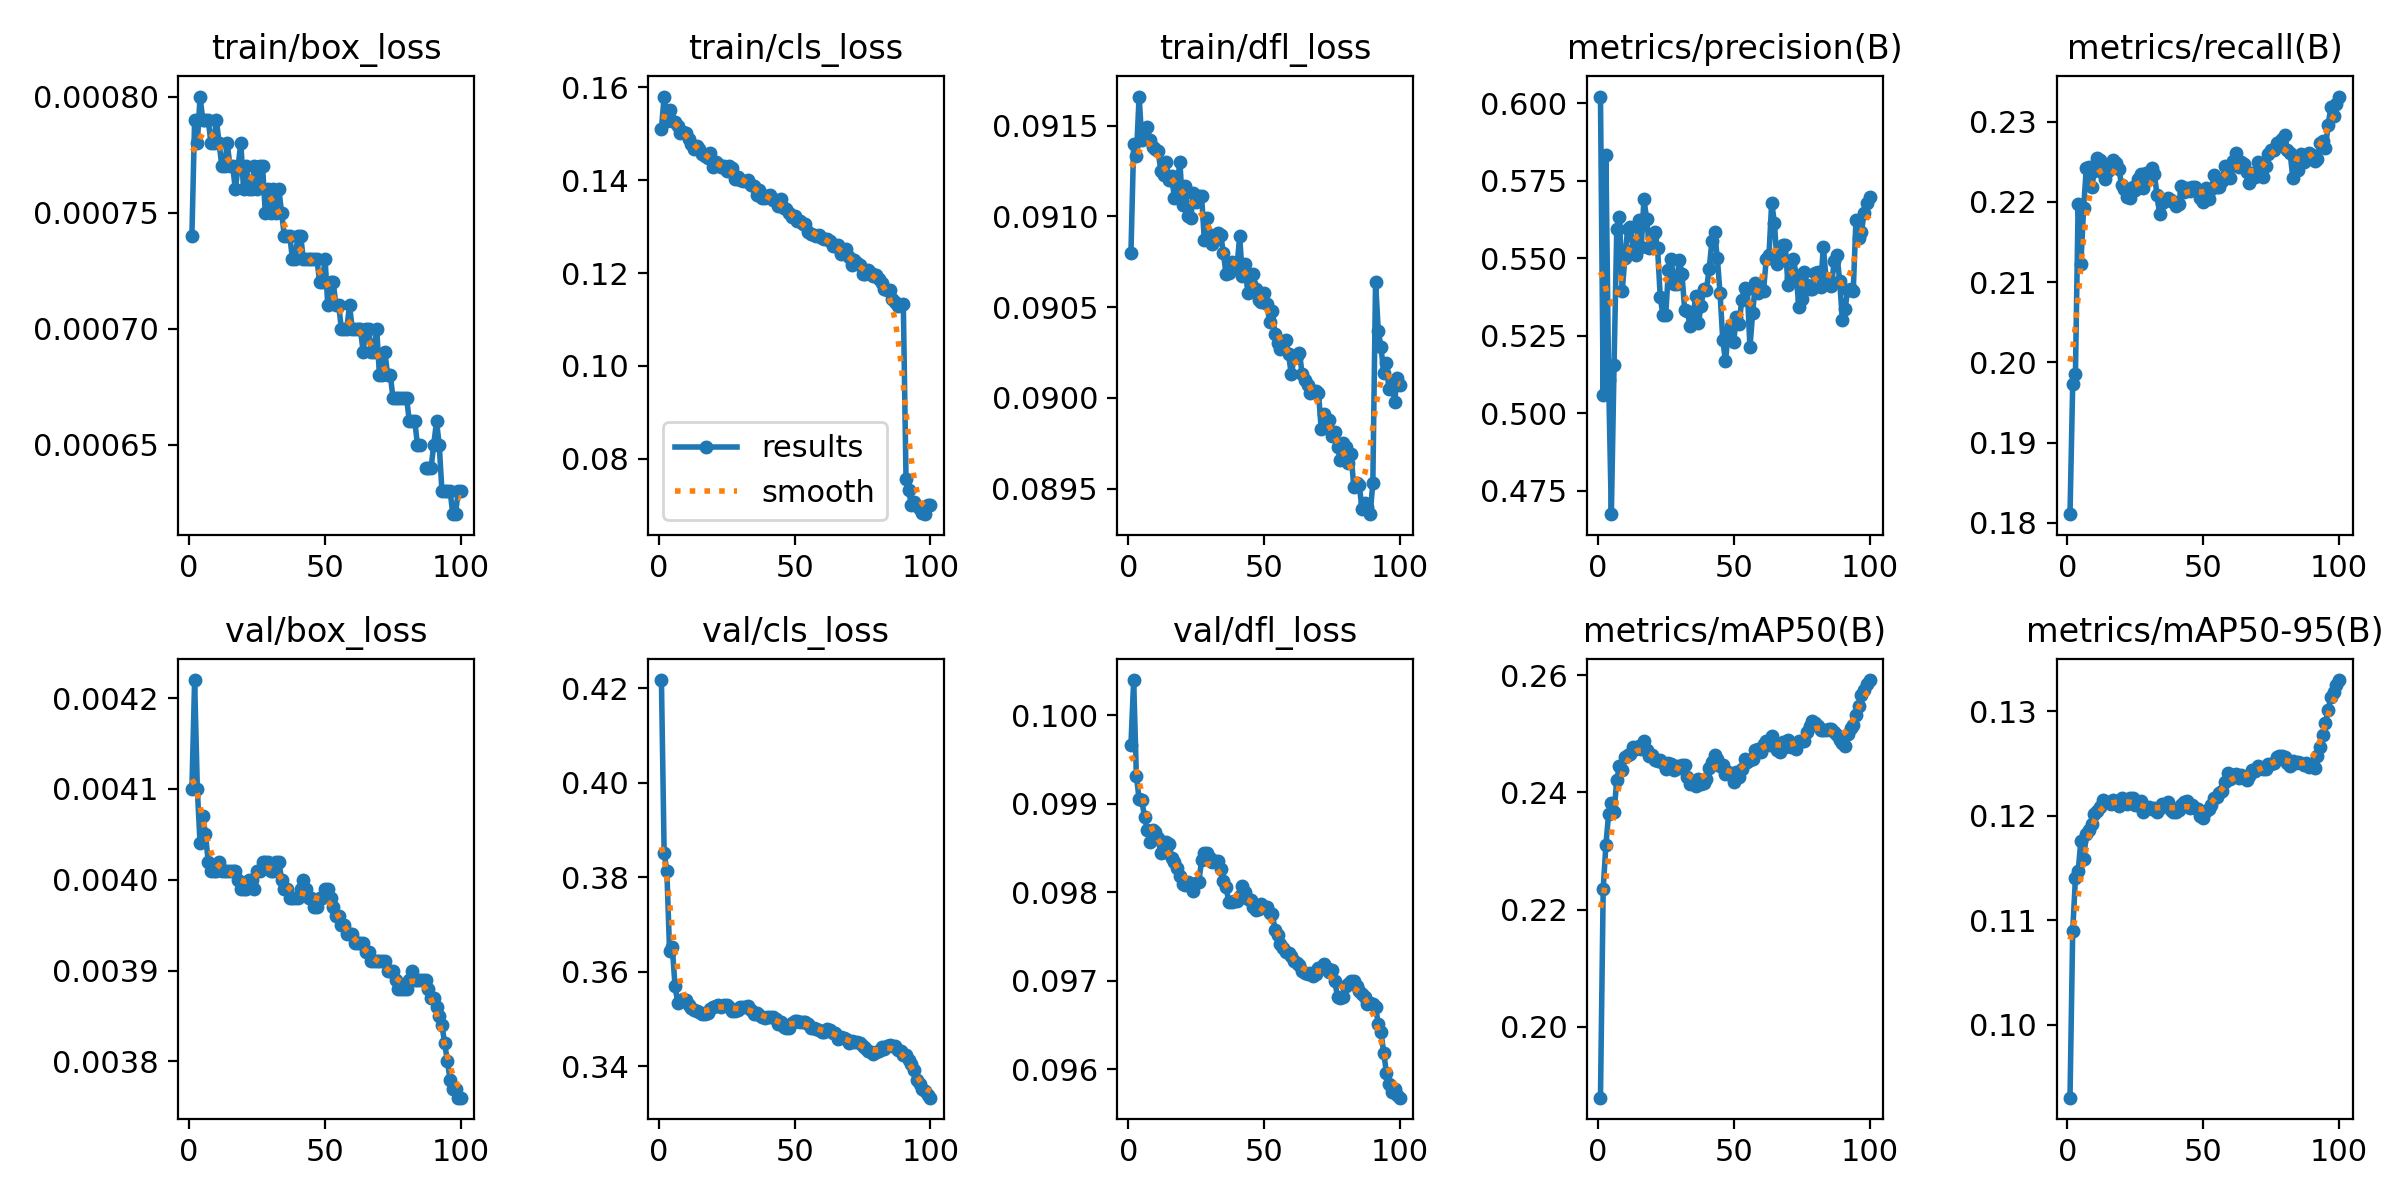 train/box_loss
0.00080
0.00075
0.00070
0.00065
0 50 100
train/cls_loss
0.16
0.14
0.12
0.10
0.08
results
smooth
0 50 100
train/dfl_loss
0.0915
0.0910
0.0905
0.0900
0.0895
0 50 100
metrics/precision(B)
0.600
0.575
0.550
0.525
0.500
0.475
0 50 100
metrics/recall(B)
0.23
0.22
0.21
0.20
0.19
0.18
0 50 100
val/box_loss
0.0042
0.0041
0.0040
0.0039
0.0038
0 50 100
val/cls_loss
0.42
0.40
0.38
0.36
0.34
0 50 100
val/dfl_loss
0.100
0.099
0.098
0.097
0.096
0 50 100
metrics/mAP50(B)
0.26
0.24
0.22
0.20
0 50 100
metrics/mAP50-95(B)
0.13
0.12
0.11
0.10
0 50 100